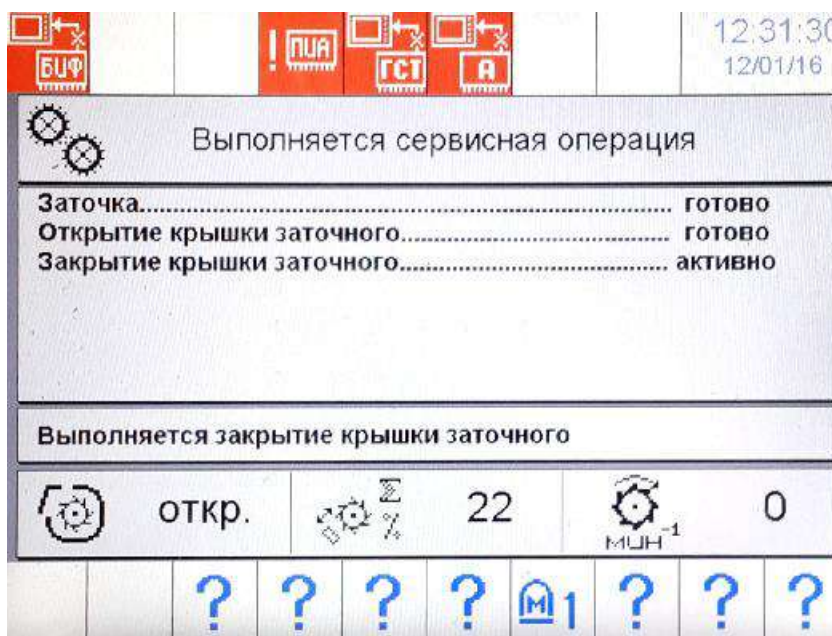 БИФ
! ПИА
ГСТ
А
12:31:30
12/01/16
Выполняется сервисная операция
Заточка........................................................................ готово
Открытие крышки заточного.................................... готово
Закрытие крышки заточного.................................... активно
Выполняется закрытие крышки заточного
откр.
Σ
%
22
МИН⁻¹
0
? ? ? ? М 1 ? ? ?